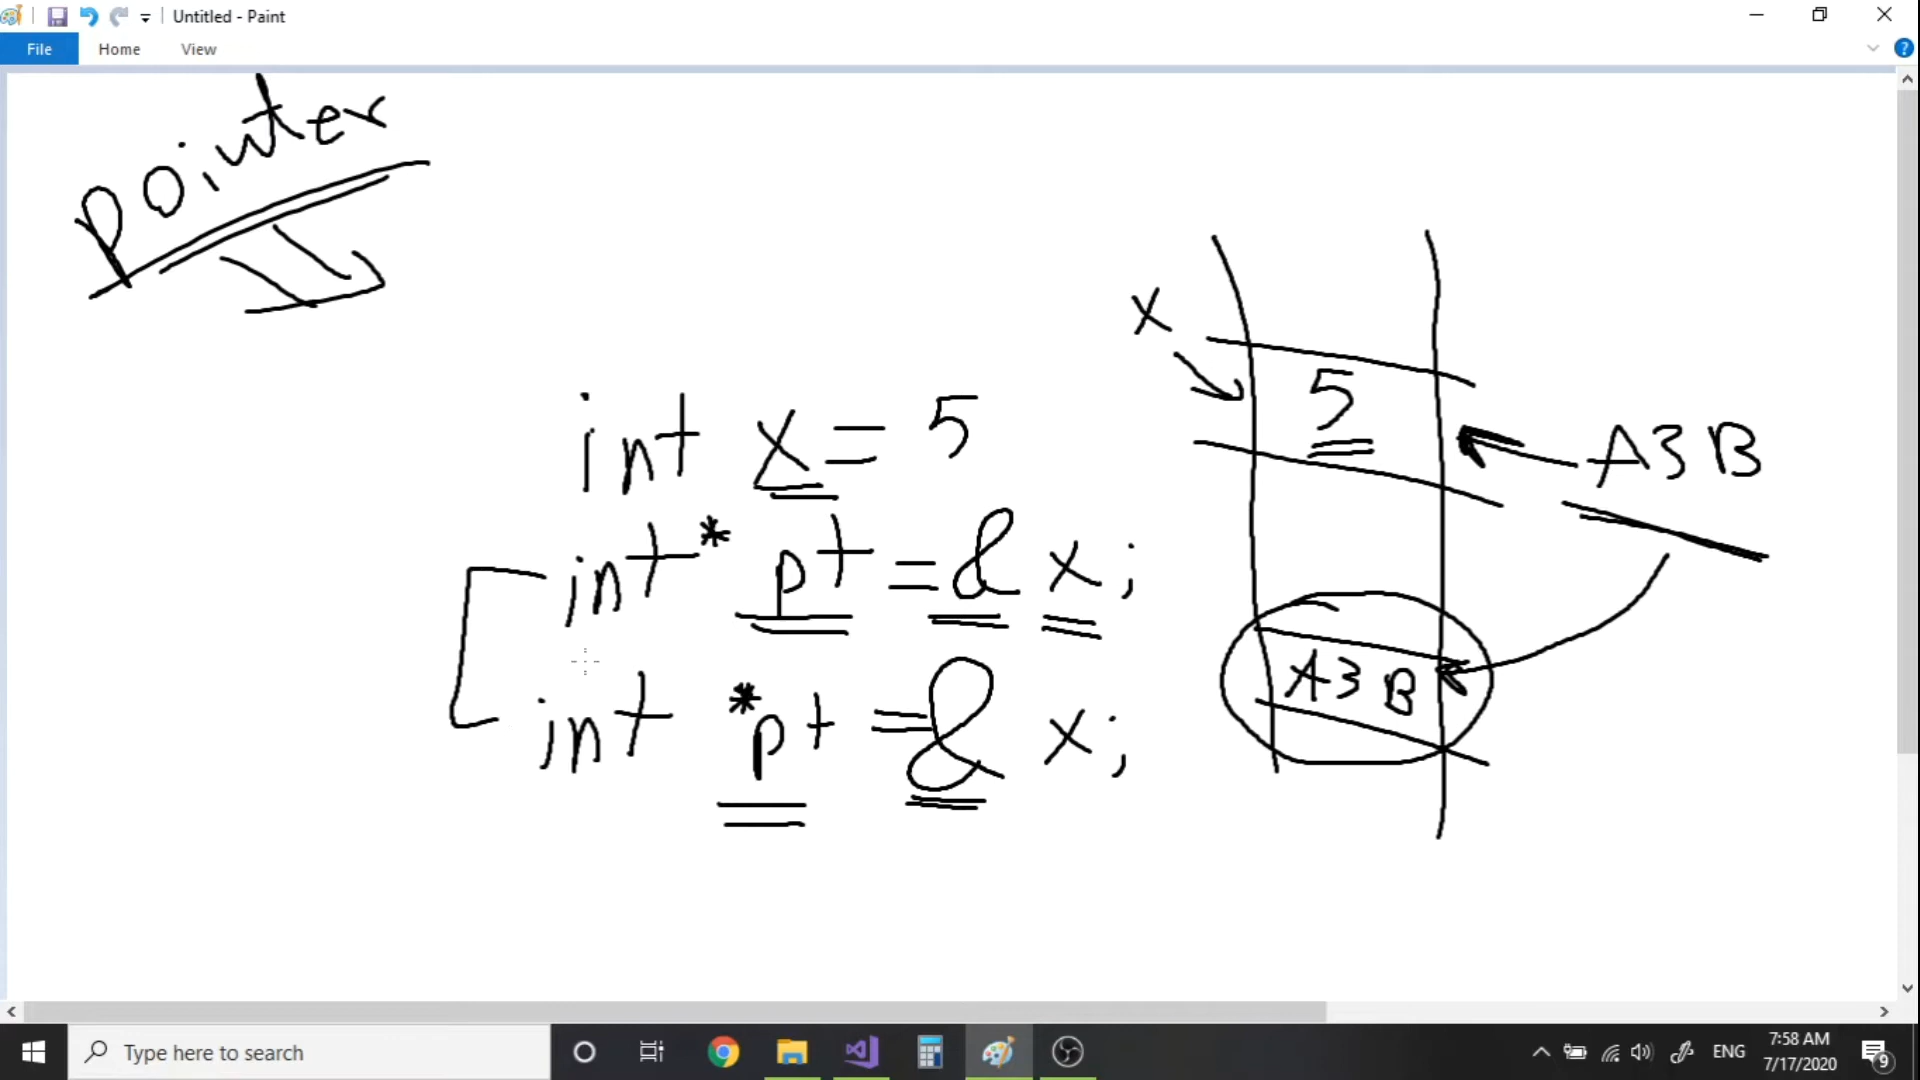 Untitled - Paint
File Home View
pointer
x
int x = 5
5
A3B
int* pt = & x;
A3B
int *pt = & x;
Type here to search
ENG
7:58 AM
7/17/2020
9